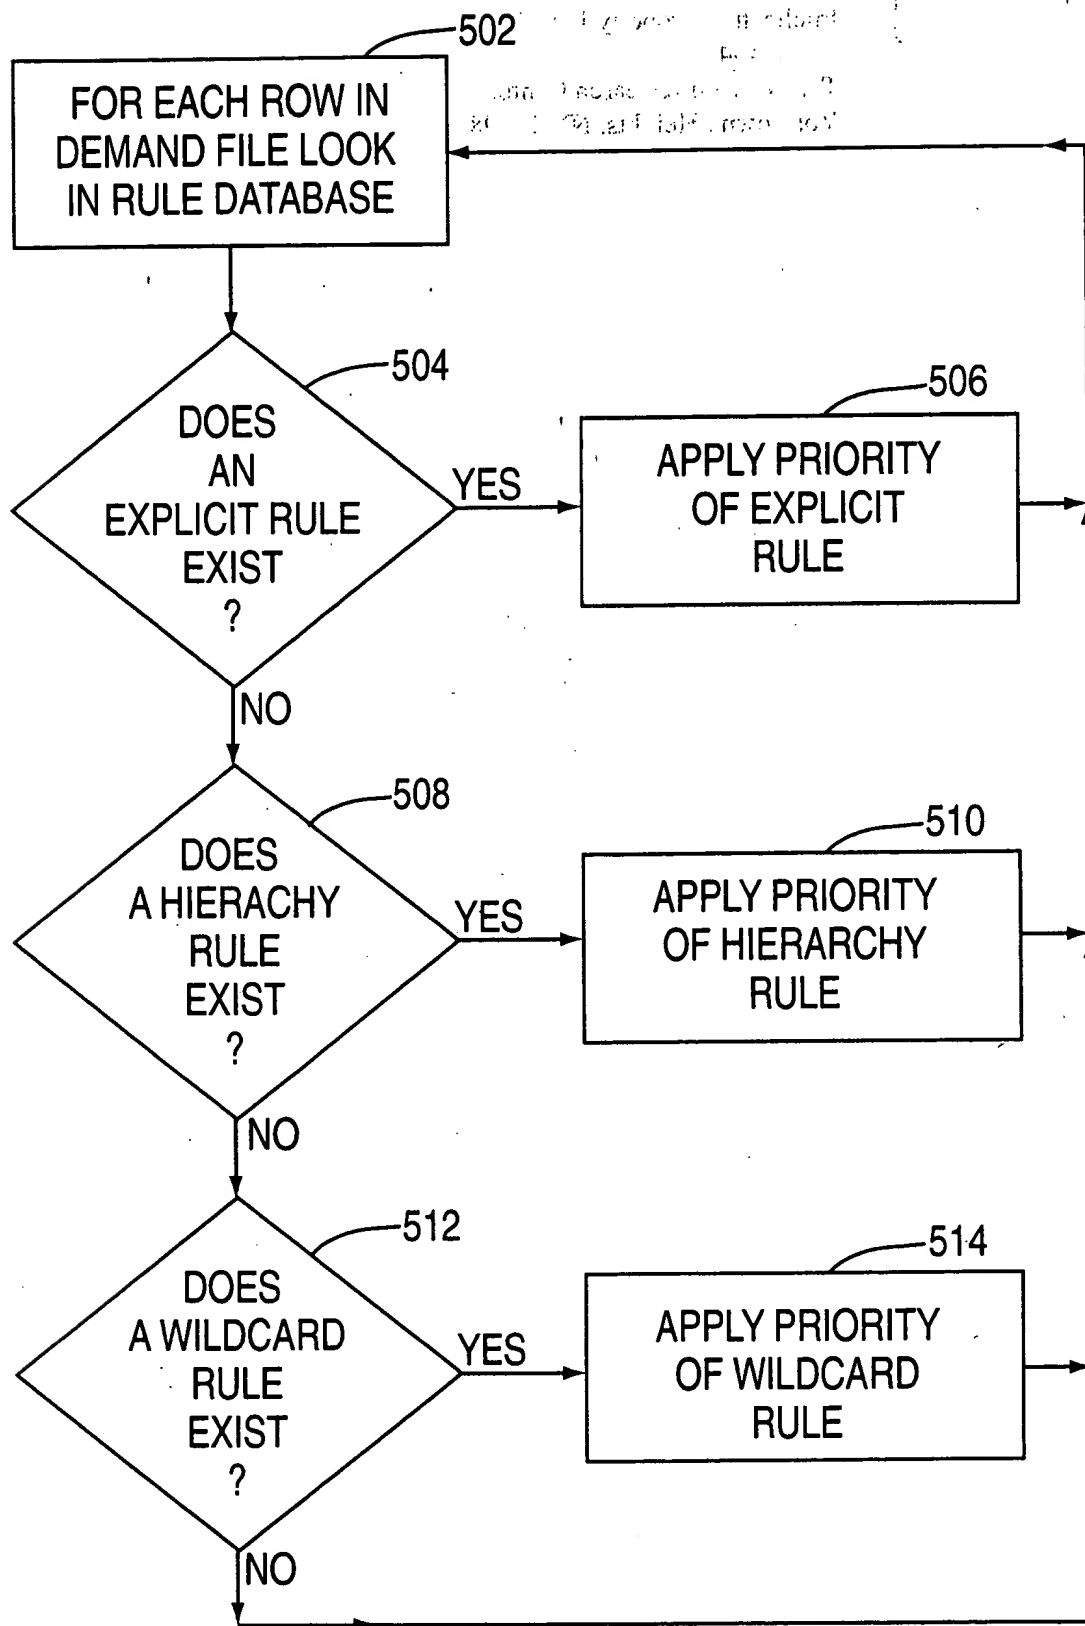 502
FOR EACH ROW IN
DEMAND FILE LOOK
IN RULE DATABASE
504
DOES
AN
EXPLICIT RULE
EXIST
?
YES
506
APPLY PRIORITY
OF EXPLICIT
RULE
NO
508
DOES
A HIERACHY
RULE
EXIST
?
YES
510
APPLY PRIORITY
OF HIERARCHY
RULE
NO
512
DOES
A WILDCARD
RULE
EXIST
?
YES
514
APPLY PRIORITY
OF WILDCARD
RULE
NO